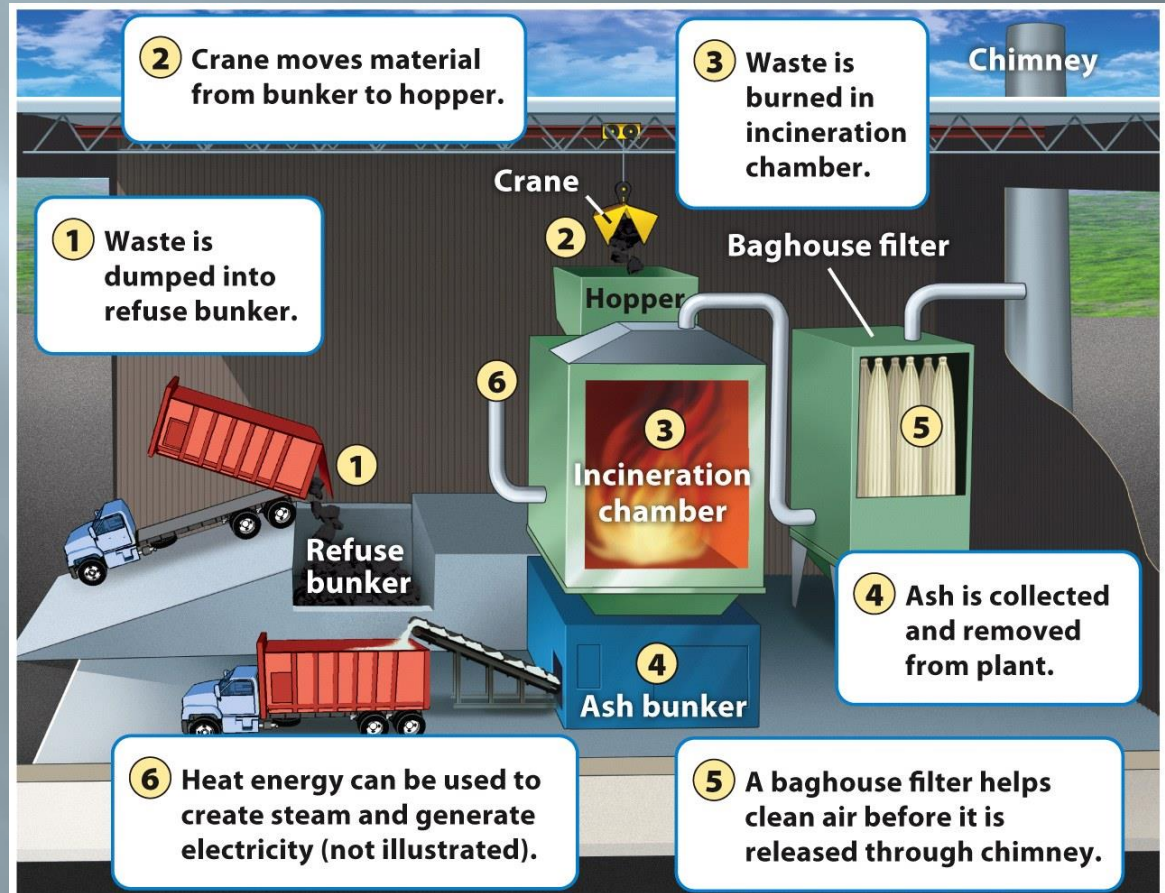 2 Crane moves material
from bunker to hopper.
3 Waste is
burned in
incineration
chamber.
Chimney
1 Waste is
dumped into
refuse bunker.
Crane
2
Hopper
Baghouse filter
6
3
Incineration
chamber
5
1
Refuse
bunker
4
Ash bunker
4 Ash is collected
and removed
from plant.
6 Heat energy can be used to
create steam and generate
electricity (not illustrated).
5 A baghouse filter helps
clean air before it is
released through chimney.